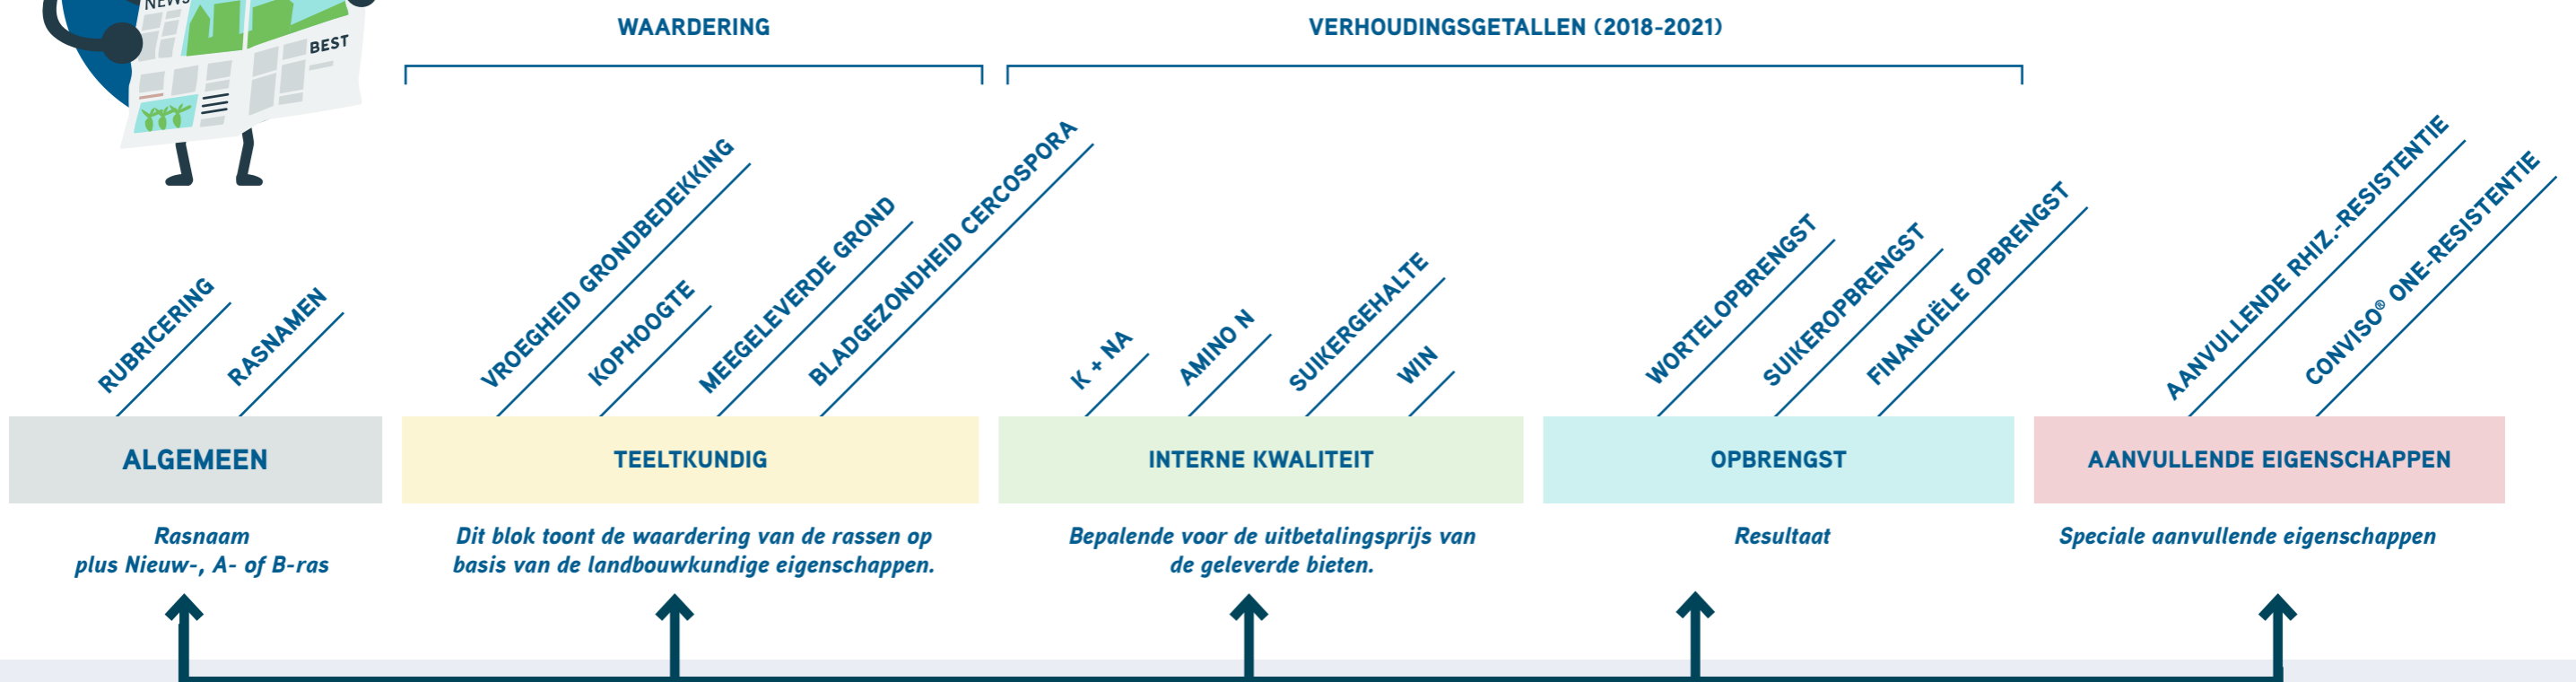 NEWS
BEST
WAARDERING
VERHOUDINGSGETALLEN (2018-2021)
RUBRICERING
RASNAMEN
VROEGHEID GRONDBEDEKKING
KOPHOOGTE
MEEGELEVERDE GROND
BLADGEZONDHEID CERCOSPORA
K + NA
AMINO N
SUIKERGEHALTE
WIN
WORTELOPBRENGST
SUIKEROPBRENGST
FINANCIËLE OPBRENGST
AANVULLENDE RHIZ.-RESISTENTIE
CONVISO® ONE-RESISTENTIE
ALGEMEEN
TEELTKUNDIG
INTERNE KWALITEIT
OPBRENGST
AANVULLENDE EIGENSCHAPPEN
Rasnaam
plus Nieuw-, A- of B-ras
Dit blok toont de waardering van de rassen op
basis van de landbouwkundige eigenschappen.
Bepalende voor de uitbetalingsprijs van
de geleverde bieten.
Resultaat
Speciale aanvullende eigenschappen